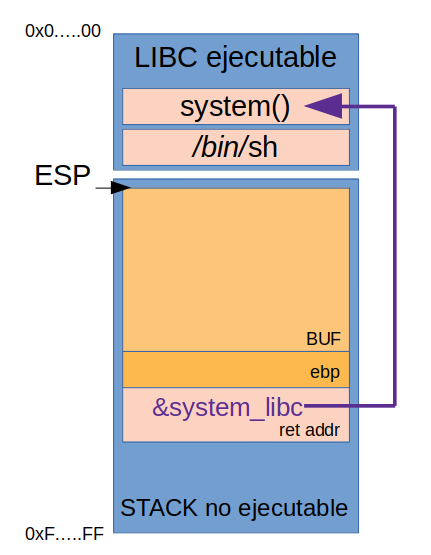 0x0…..00
LIBC ejecutable
system()
/bin/sh
ESP
BUF
ebp
&system_libc
ret addr
STACK no ejecutable
0xF…..FF